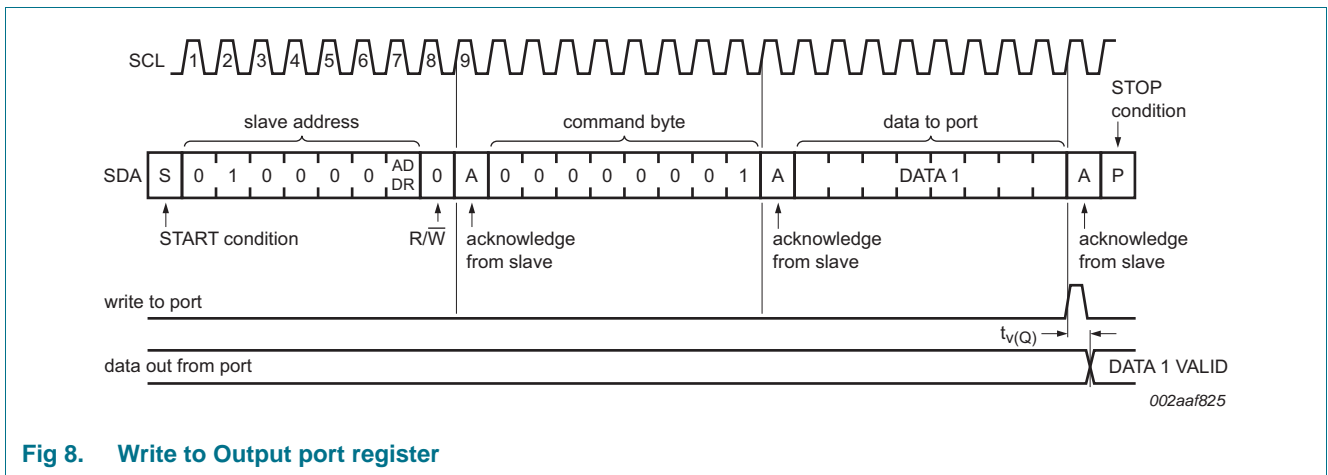 SCL 1 2 3 4 5 6 7 8 9
STOP
condition
slave address command byte data to port
SDA S 0 1 0 0 0 0 AD DR 0 A 0 0 0 0 0 0 0 1 A DATA 1 A P
START condition R/W̅ acknowledge from slave acknowledge from slave acknowledge from slave
write to port
tv(Q)
data out from port DATA 1 VALID
002aaf825
Fig 8. Write to Output port register